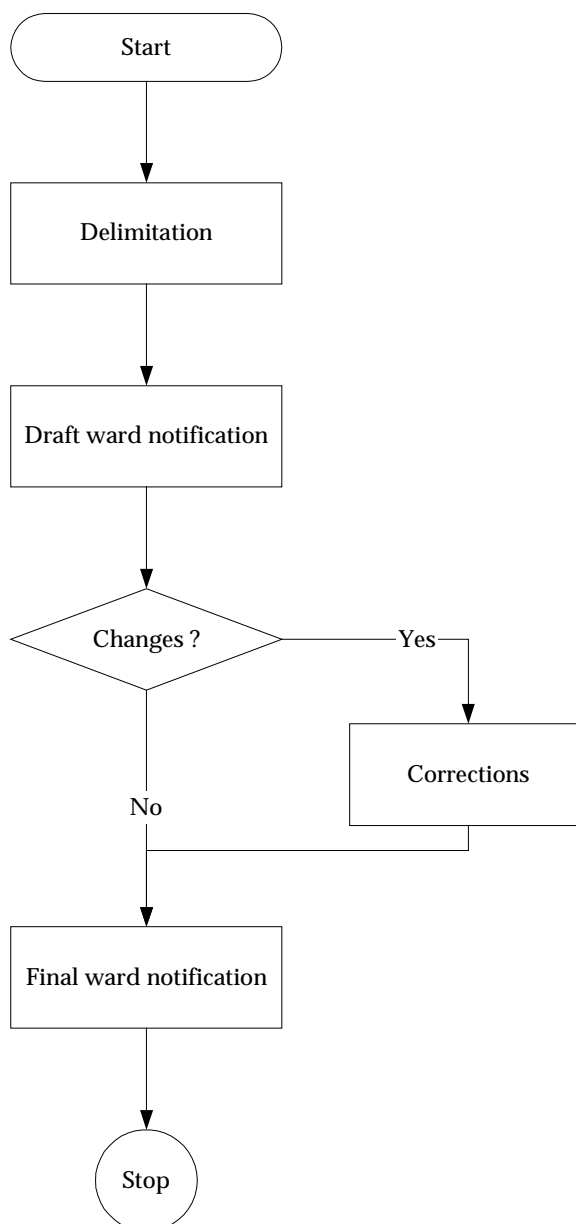 Start
Delimitation
Draft ward notification
Changes ?
Yes
Corrections
No
Final ward notification
Stop